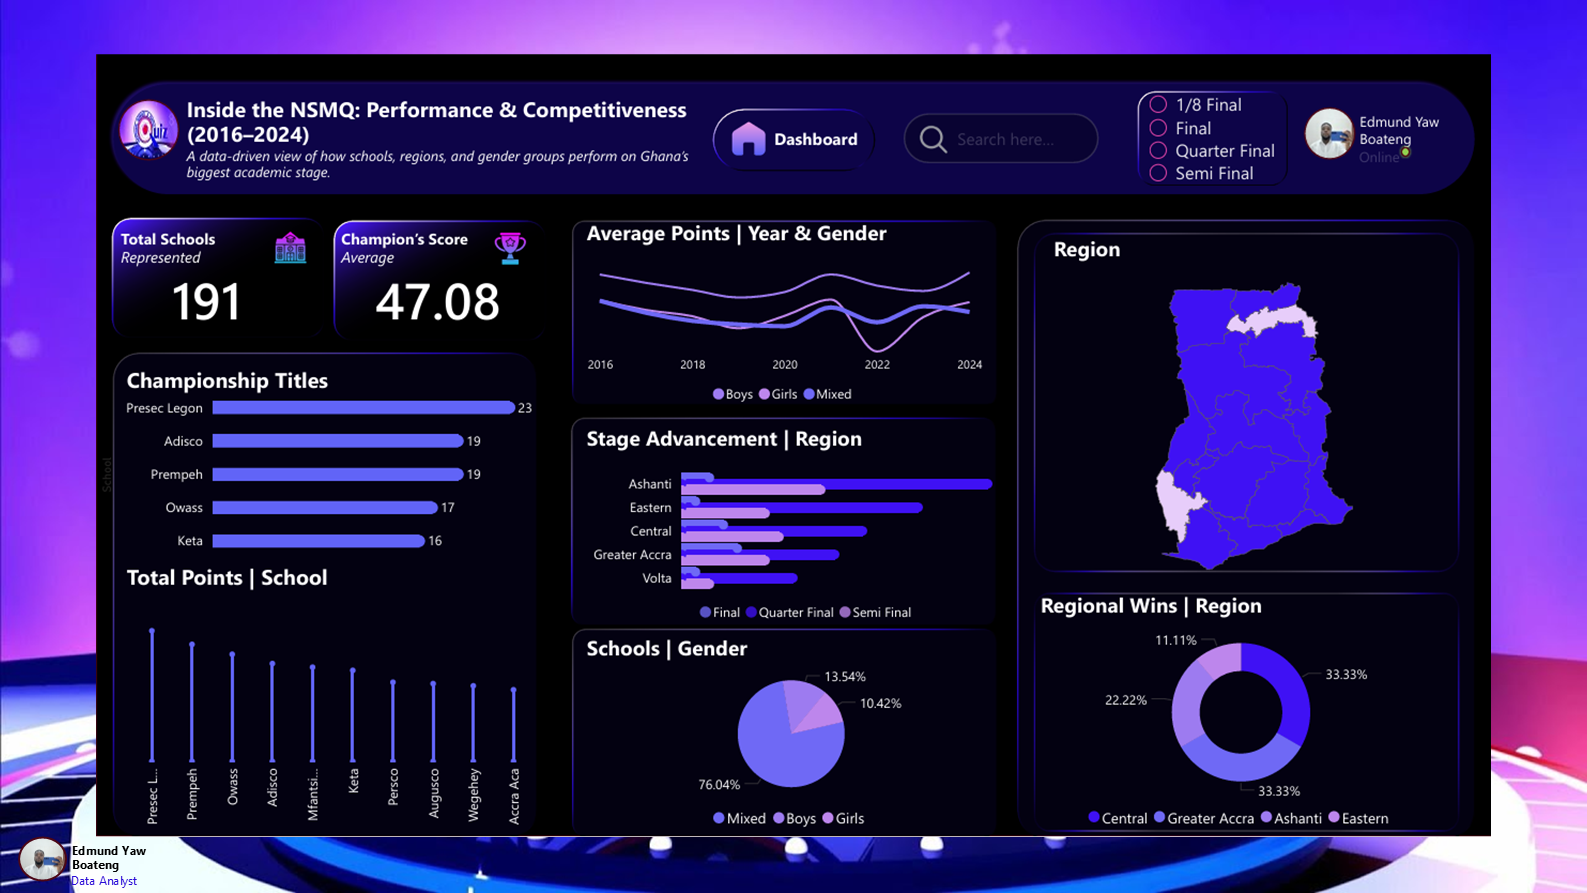 Inside the NSMQ: Performance & Competitiveness
(2016–2024)
A data-driven view of how schools, regions, and gender groups perform on Ghana's
biggest academic stage.
Quiz
Dashboard
Search here...
1/8 Final
Final
Quarter Final
Semi Final
Edmund Yaw
Boateng
Online
Total Schools
Represented
191
Champion's Score
Average
47.08
Championship Titles
School
Presec Legon 23
Adisco 19
Prempeh 19
Owass 17
Keta 16
Total Points | School
Presec L...
Prempeh
Owass
Adisco
Mfantsi...
Keta
Persco
Augusco
Wegehey
Accra Aca
Average Points | Year & Gender
2016 2018 2020 2022 2024
Boys Girls Mixed
Stage Advancement | Region
Ashanti
Eastern
Central
Greater Accra
Volta
Final Quarter Final Semi Final
Schools | Gender
13.54%
10.42%
76.04%
Mixed Boys Girls
Region
Regional Wins | Region
11.11%
33.33%
22.22%
33.33%
Central Greater Accra Ashanti Eastern
Edmund Yaw
Boateng
Data Analyst